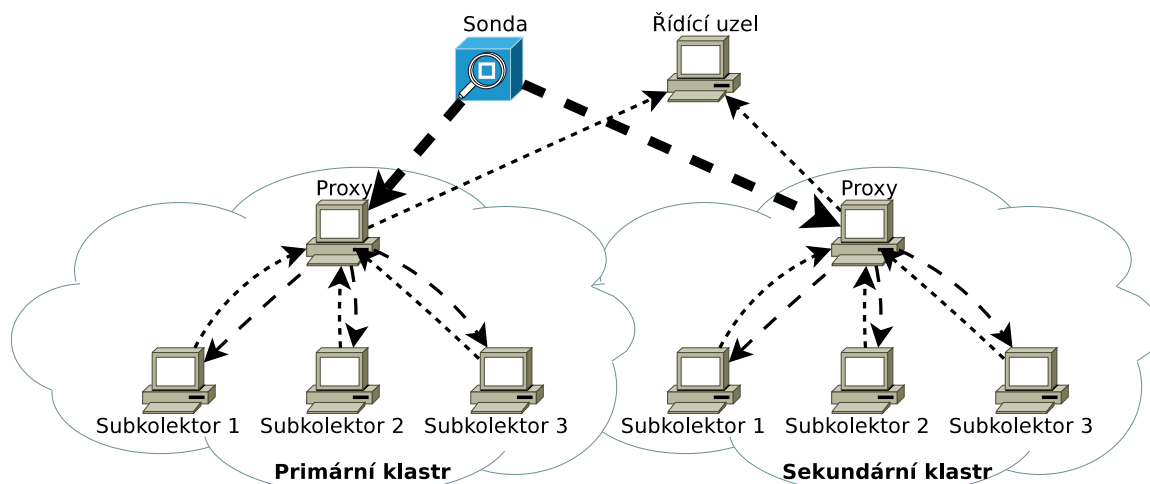 Sonda
Řídící uzel
Proxy
Proxy
Subkolektor 1
Subkolektor 2
Subkolektor 3
Subkolektor 1
Subkolektor 2
Subkolektor 3
Primární klastr
Sekundární klastr